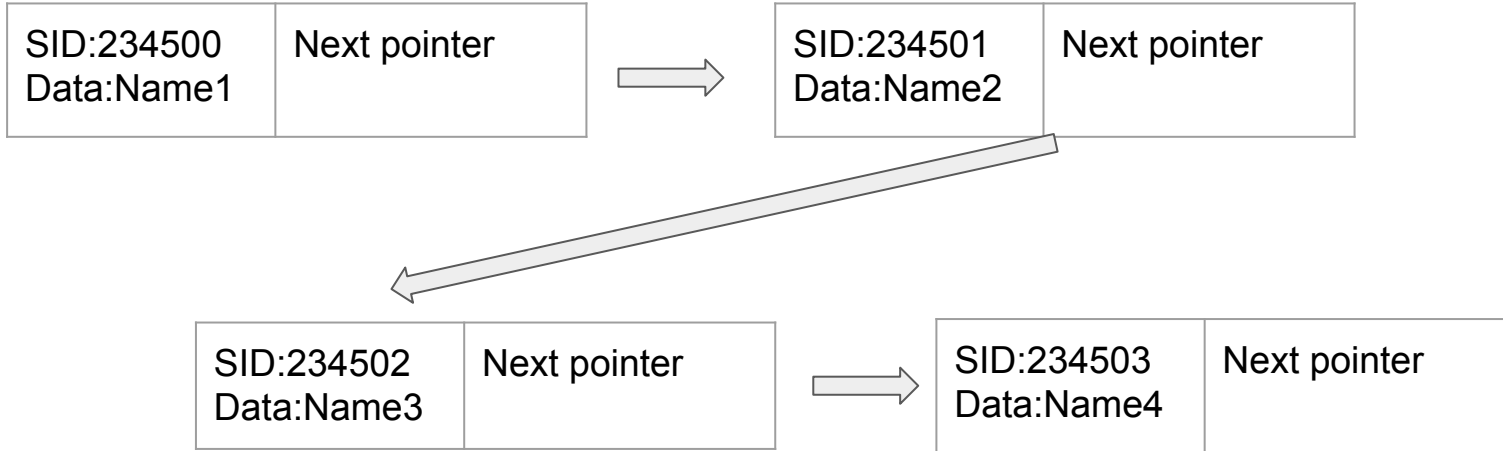 SID:234500
Data:Name1
Next pointer
SID:234501
Data:Name2
Next pointer
SID:234502
Data:Name3
Next pointer
SID:234503
Data:Name4
Next pointer